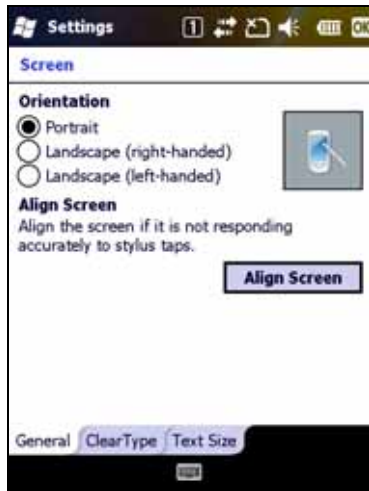 Settings 1 OK
Screen
Orientation
Portrait
Landscape (right-handed)
Landscape (left-handed)
Align Screen
Align the screen if it is not responding
accurately to stylus taps.
Align Screen
General ClearType Text Size